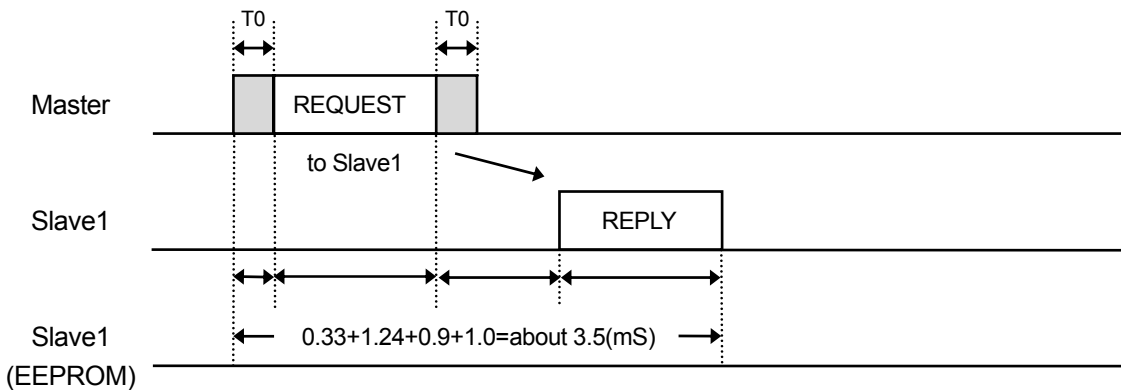 T0 T0
Master REQUEST
to Slave1
Slave1 REPLY
Slave1 0.33+1.24+0.9+1.0=about 3.5(mS)
(EEPROM)